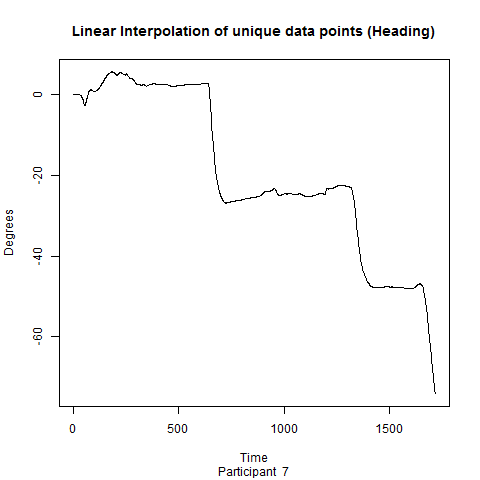 Linear Interpolation of unique data points (Heading)
Degrees
0
-20
-40
-60
0 500 1000 1500
Time
Participant 7